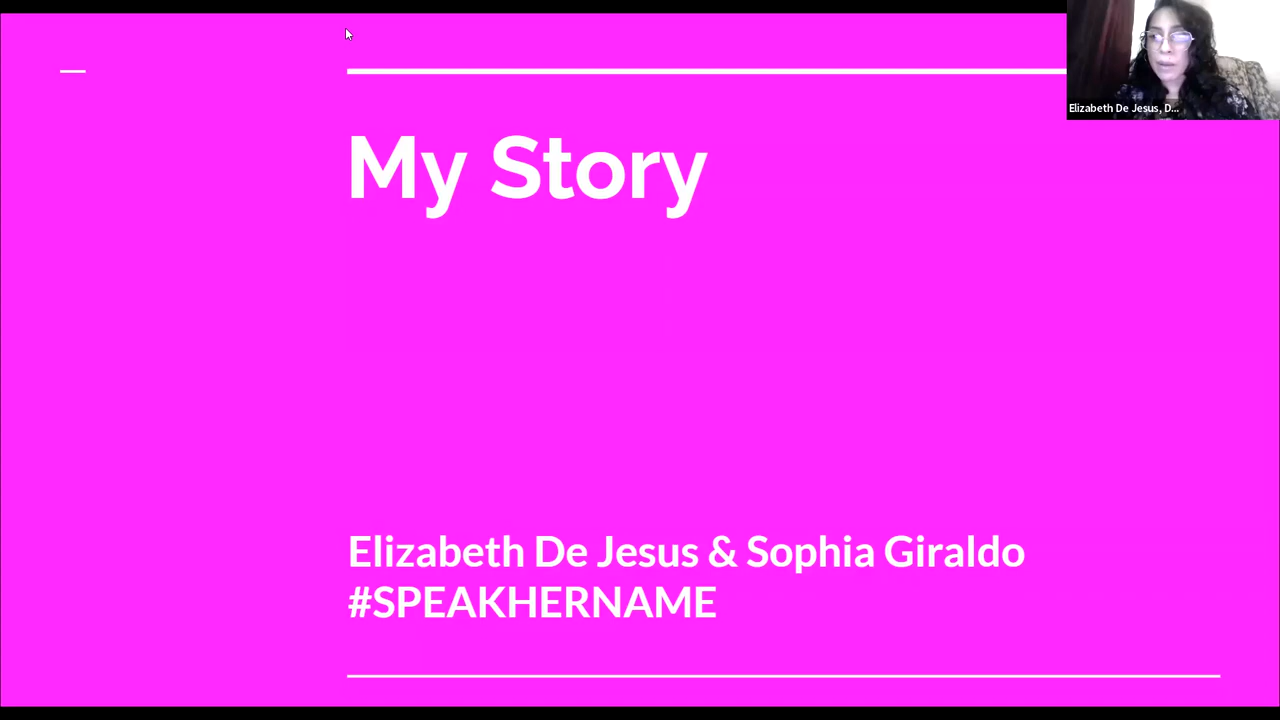 Elizabeth De Jesus, D...
My Story
Elizabeth De Jesus & Sophia Giraldo
#SPEAKHERNAME